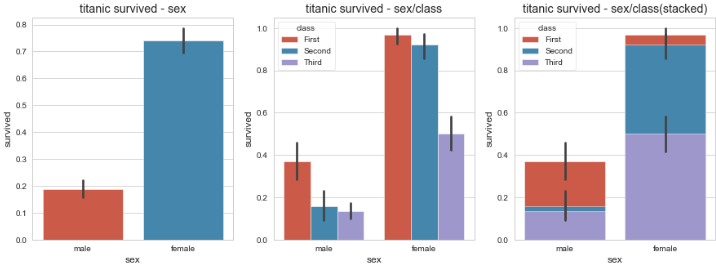 titanic survived - sex
survived
0.8
0.7
0.6
0.5
0.4
0.3
0.2
0.1
0.0
male female
sex
titanic survived - sex/class
class
First
Second
Third
survived
1.0
0.8
0.6
0.4
0.2
0.0
male female
sex
titanic survived - sex/class(stacked)
class
First
Second
Third
survived
1.0
0.8
0.6
0.4
0.2
0.0
male female
sex